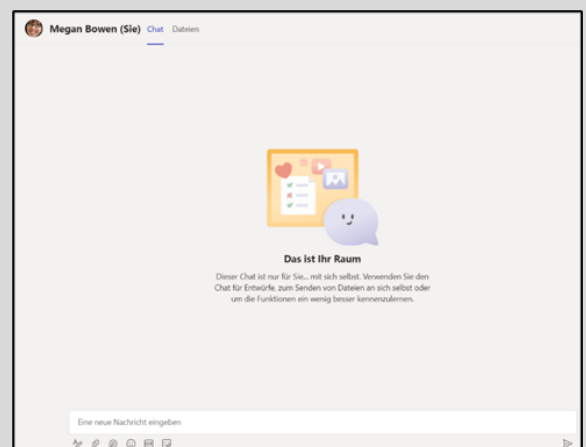 Megan Bowen (Sie) Chat Dateien
Das ist Ihr Raum
Dieser Chat ist nur für Sie... mit sich selbst. Verwenden Sie den
Chat für Entwürfe, zum Senden von Dateien an sich selbst oder
um die Funktionen ein wenig besser kennenzulernen.
Eine neue Nachricht eingeben